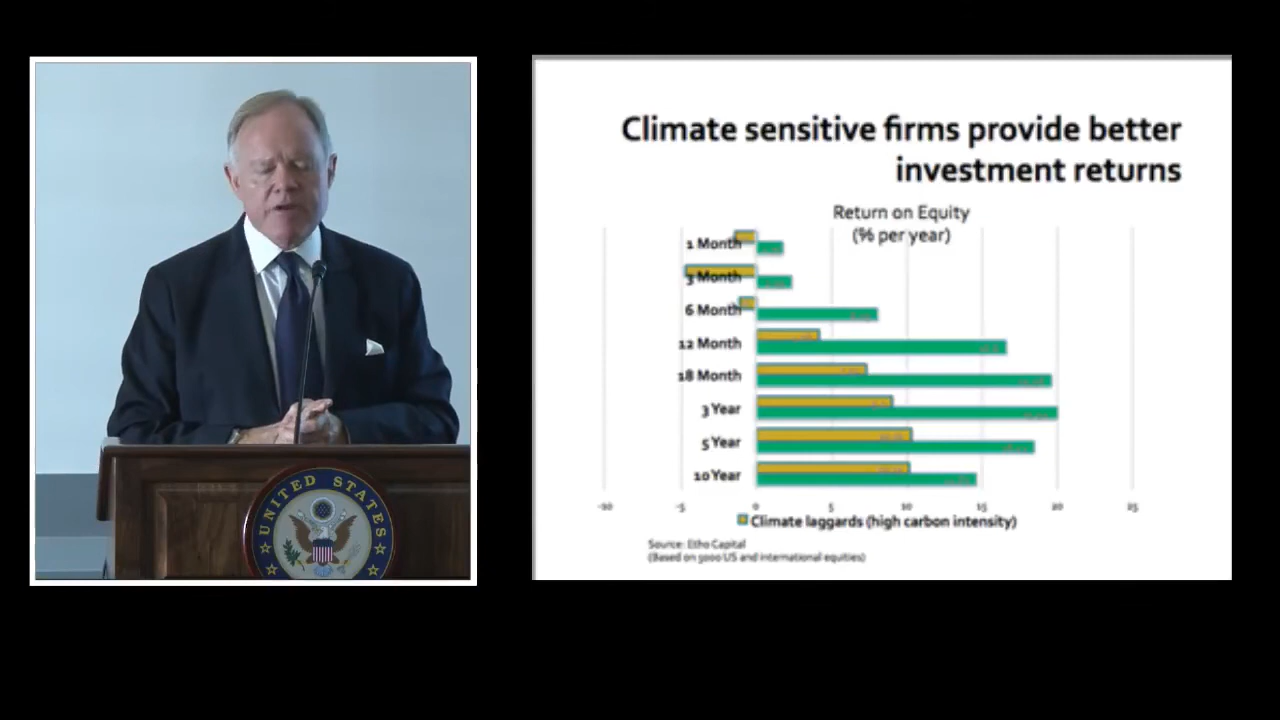 Climate sensitive firms provide better
investment returns
Return on Equity
(% per year)
1 Month
3 Month
6 Month
12 Month
18 Month
3 Year
5 Year
10 Year
-10 -5 0 5 10 15 20 25
Climate laggards (high carbon intensity)
Source: Etho Capital
(Based on 5000 US and international equities)
UNITED STATES